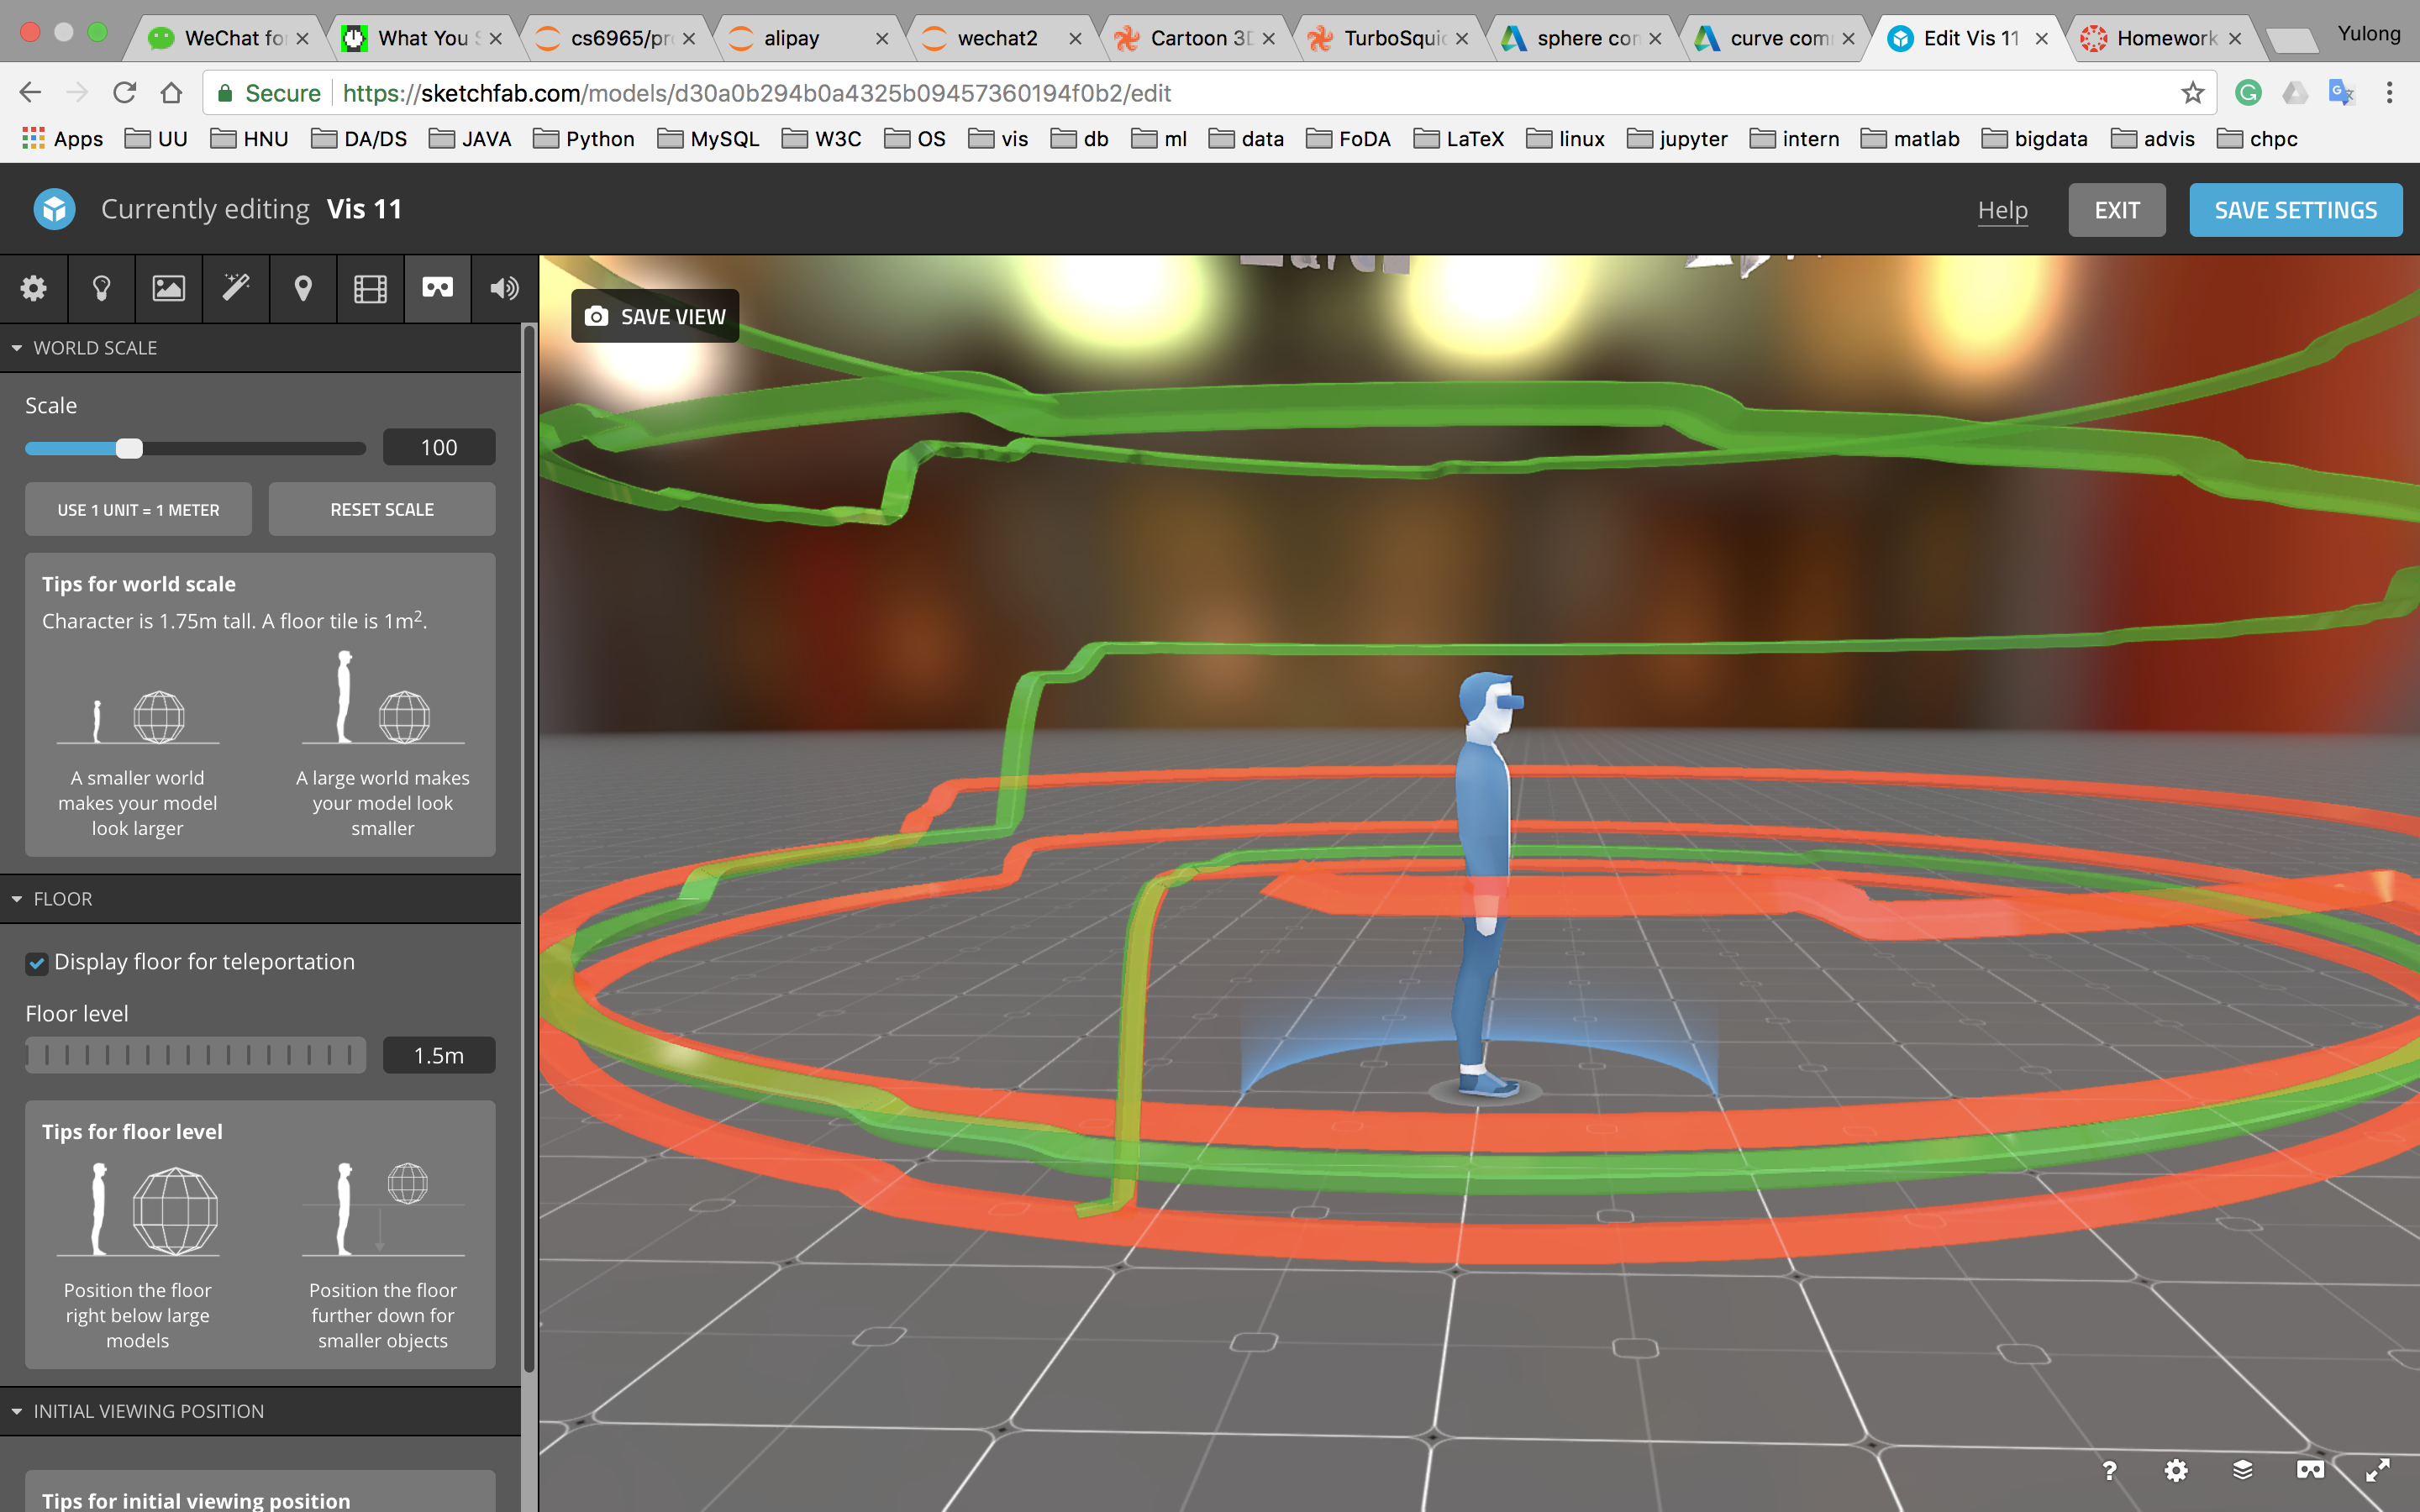 WeChat fo
What You S
cs6965/pr
alipay
wechat2
Cartoon 3D
TurboSquid
sphere con
curve com
Edit Vis 11
Homework
Yulong
Secure
https://sketchfab.com/models/d30a0b294b0a4325b09457360194f0b2/edit
Apps
UU
HNU
DA/DS
JAVA
Python
MySQL
W3C
OS
vis
db
ml
data
FoDA
LaTeX
linux
jupyter
intern
matlab
bigdata
advis
chpc
Currently editing Vis 11
Help
EXIT
SAVE SETTINGS
SAVE VIEW
WORLD SCALE
Scale
100
USE 1 UNIT = 1 METER
RESET SCALE
Tips for world scale
Character is 1.75m tall. A floor tile is 1m².
A smaller world
makes your model
look larger
A large world makes
your model look
smaller
FLOOR
Display floor for teleportation
Floor level
1.5m
Tips for floor level
Position the floor
right below large
models
Position the floor
further down for
smaller objects
INITIAL VIEWING POSITION
Tips for initial viewing position